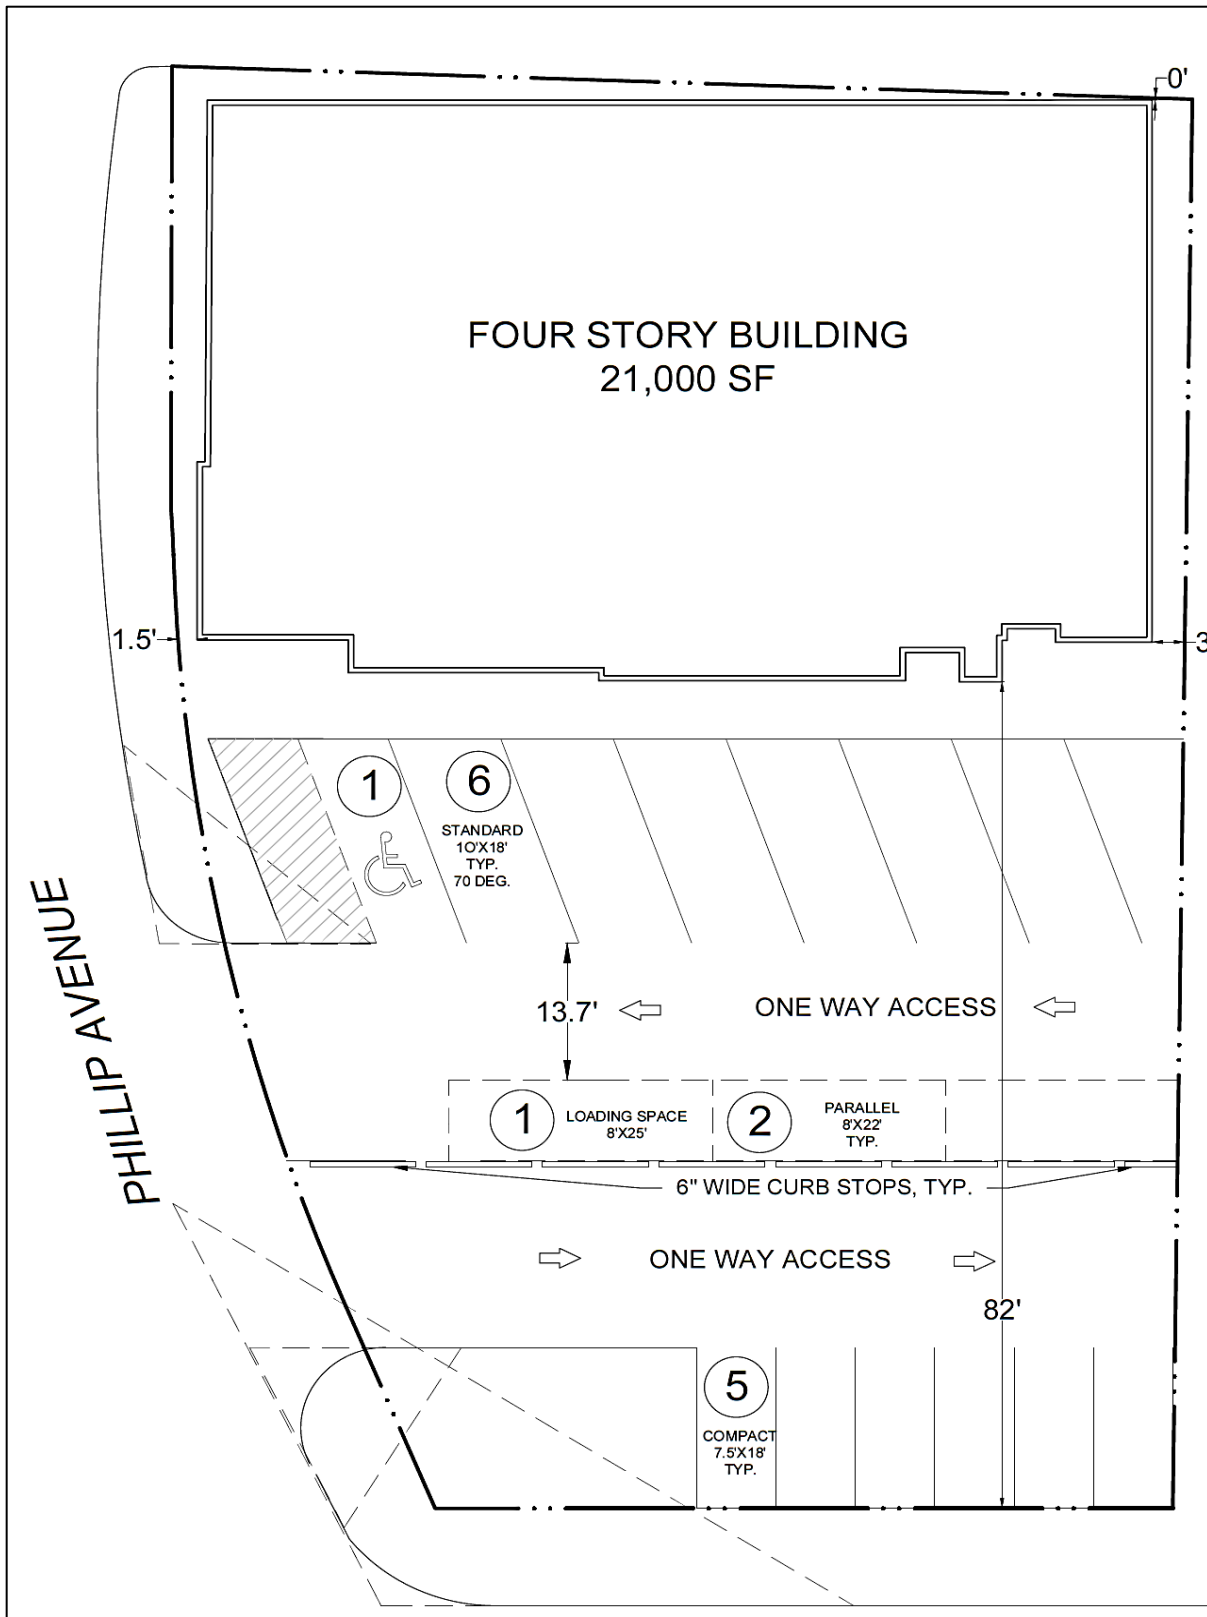 0'
FOUR STORY BUILDING
21,000 SF
1.5'
3
1
6
STANDARD
10'X18'
TYP.
70 DEG.
PHILLIP AVENUE
13.7'
ONE WAY ACCESS
1
LOADING SPACE
8'X25'
2
PARALLEL
8'X22'
TYP.
6" WIDE CURB STOPS, TYP.
ONE WAY ACCESS
82'
5
COMPACT
7.5'X18'
TYP.